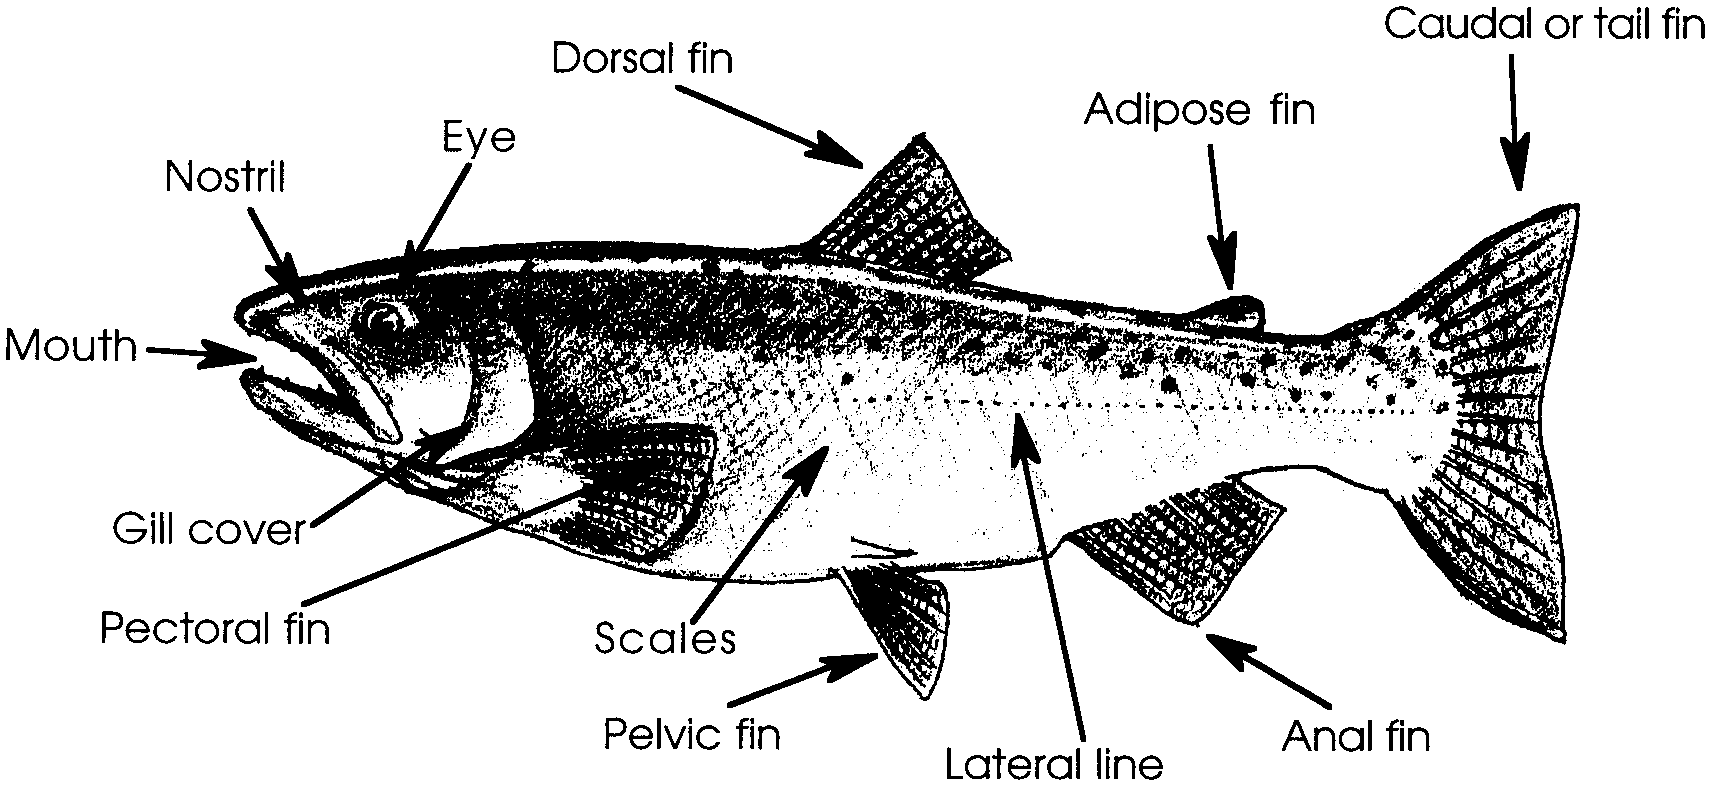 Caudal or tail fin
Dorsal fin
Adipose fin
Eye
Nostril
Mouth
Gill cover
Pectoral fin
Scales
Pelvic fin
Lateral line
Anal fin